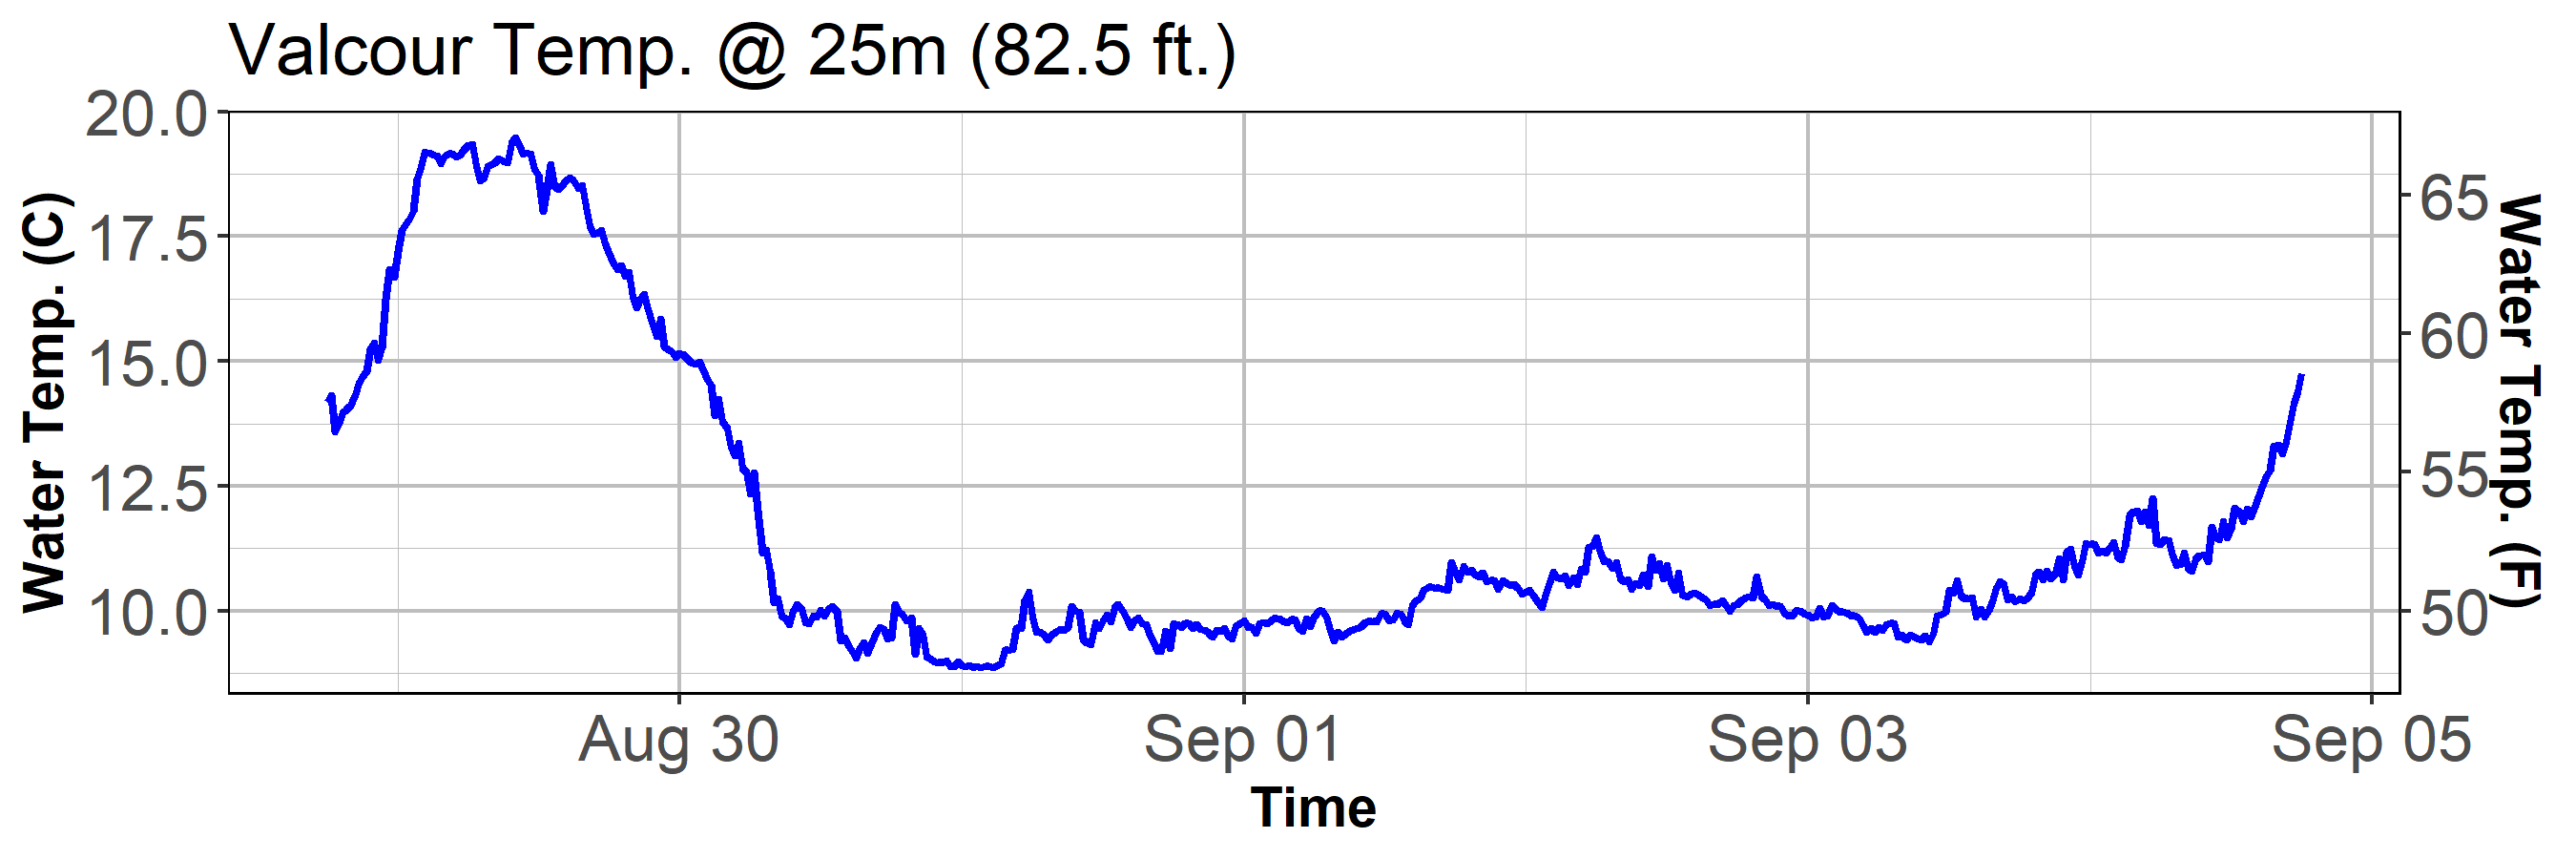 Valcour Temp. @ 25m (82.5 ft.)
20.0
17.5
15.0
12.5
10.0
Water Temp. (C)
65
60
55
50
Water Temp. (F)
Aug 30
Sep 01
Sep 03
Sep 05
Time